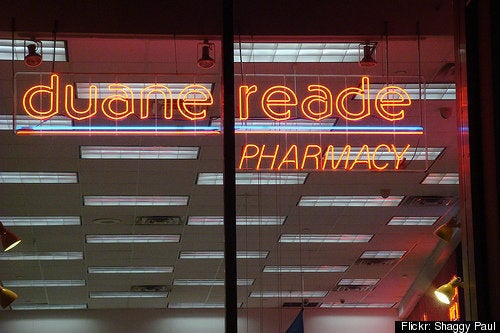 duane reade
PHARMACY
Flickr: Shaggy Paul